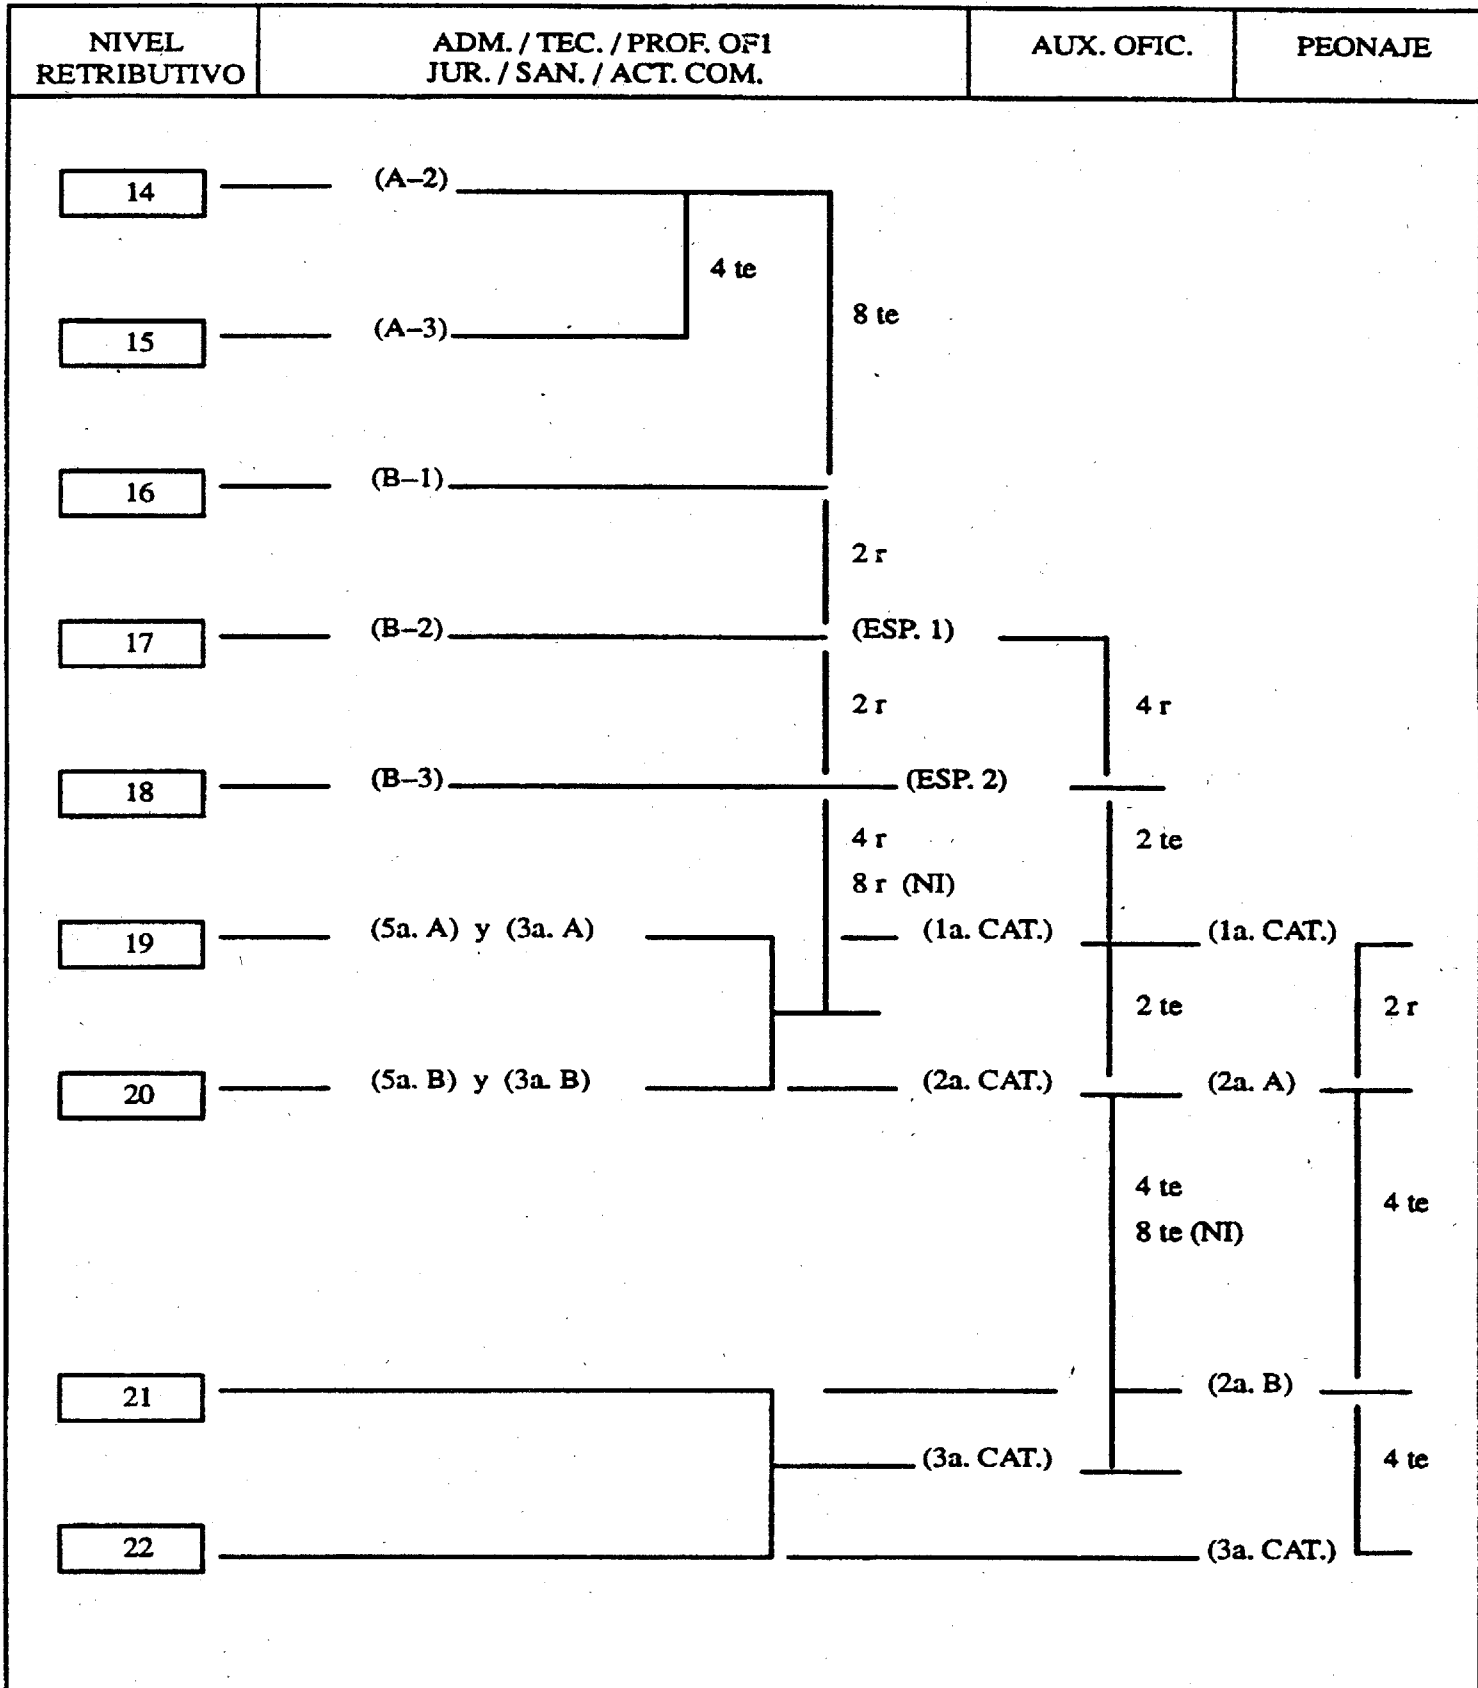 NIVEL
RETRIBUTIVO
ADM. / TEC. / PROF. OF1
JUR. / SAN. / ACT. COM.
AUX. OFIC.
PEONAJE
14 (A–2)
4 te
8 te
15 (A–3)
16 (B–1)
2 r
17 (B–2) (ESP. 1)
2 r 4 r
18 (B–3) (ESP. 2)
4 r 2 te
8 r (NI)
19 (5a. A) y (3a. A) (1a. CAT.) (1a. CAT.)
2 te 2 r
20 (5a. B) y (3a. B) (2a. CAT.) (2a. A)
4 te 4 te
8 te (NI)
21 (2a. B)
(3a. CAT.) 4 te
22 (3a. CAT.)